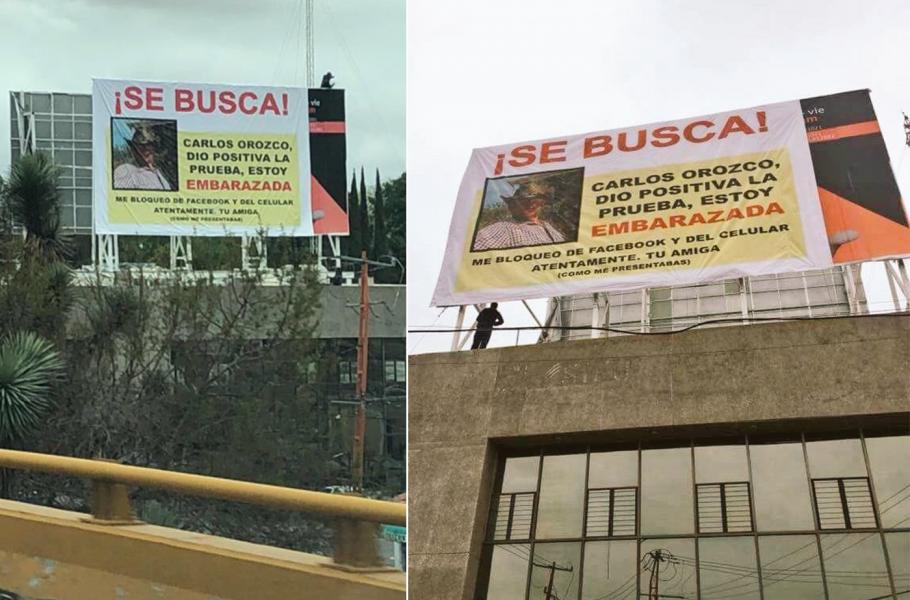 ¡SE BUSCA!
CARLOS OROZCO,
DIO POSITIVA LA
PRUEBA, ESTOY
EMBARAZADA
ME BLOQUEO DE FACEBOOK Y DEL CELULAR
ATENTAMENTE. TU AMIGA
(COMO ME PRESENTABAS)
vie
m
¡SE BUSCA!
CARLOS OROZCO,
DIO POSITIVA LA
PRUEBA, ESTOY
EMBARAZADA
ME BLOQUEO DE FACEBOOK Y DEL CELULAR
ATENTAMENTE. TU AMIGA
(COMO ME PRESENTABAS)
vie
m